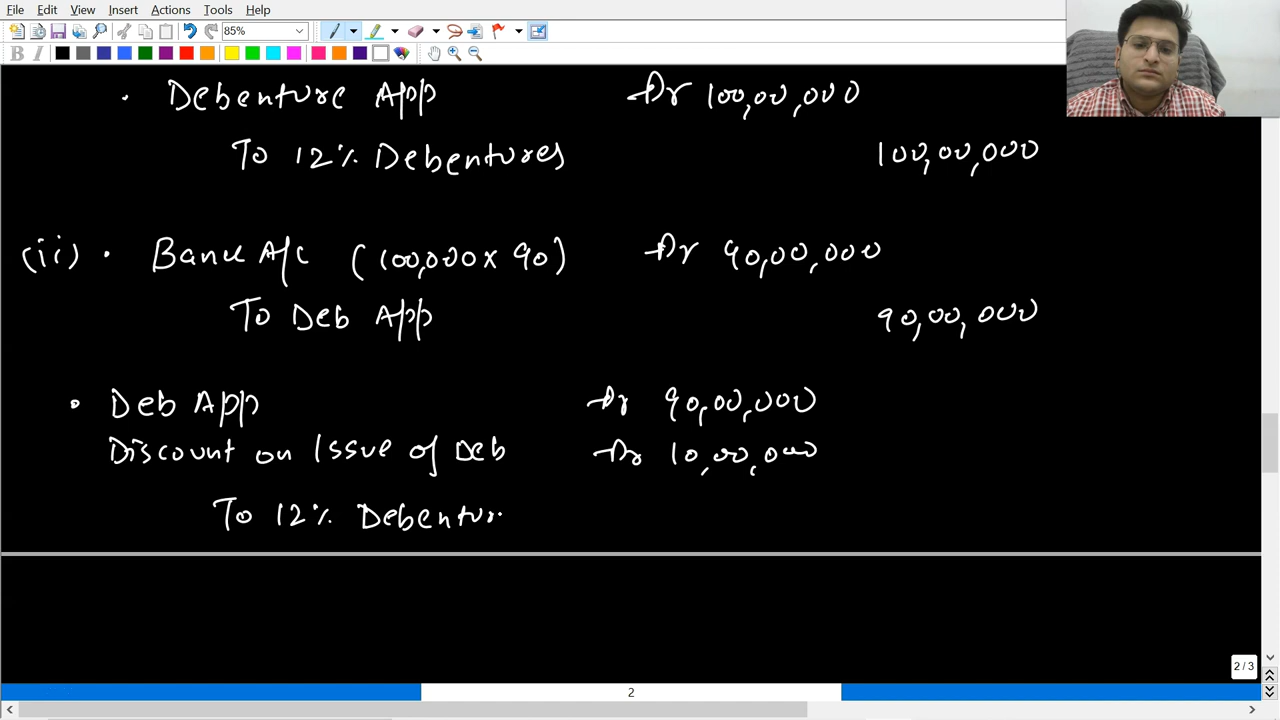 File Edit View Insert Actions Tools Help
85%
B I
. Debenture App Dr 100,00,000
To 12% Debentures 100,00,000
(ii) . Bank A/c (100,000 x 90) Dr 90,00,000
To Deb App 90,00,000
. Deb App Dr 90,00,000
Discount on Issue of Deb Dr 10,00,000
To 12% Debentur
2 / 3
2